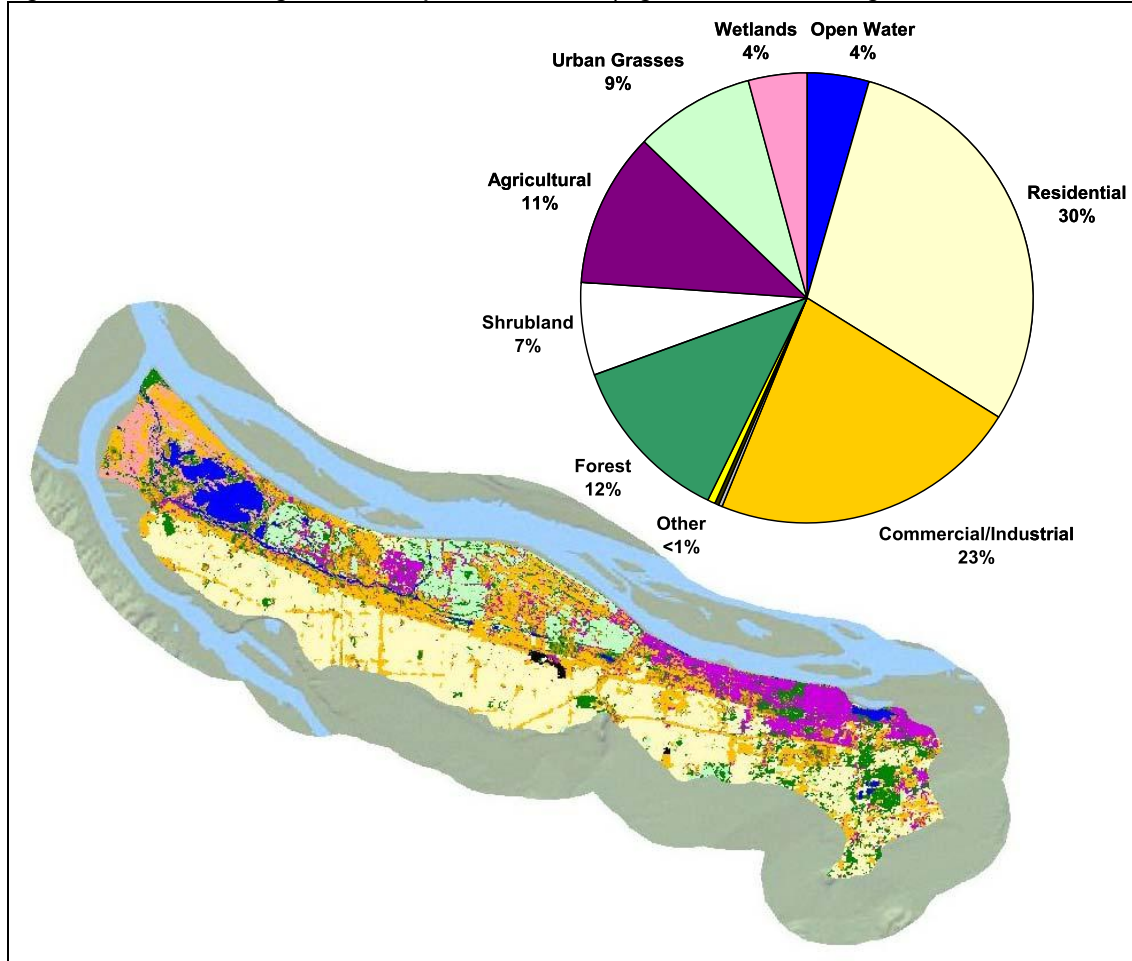 Wetlands
4%
Open Water
4%
Urban Grasses
9%
Agricultural
11%
Residential
30%
Shrubland
7%
Forest
12%
Other
<1%
Commercial/Industrial
23%